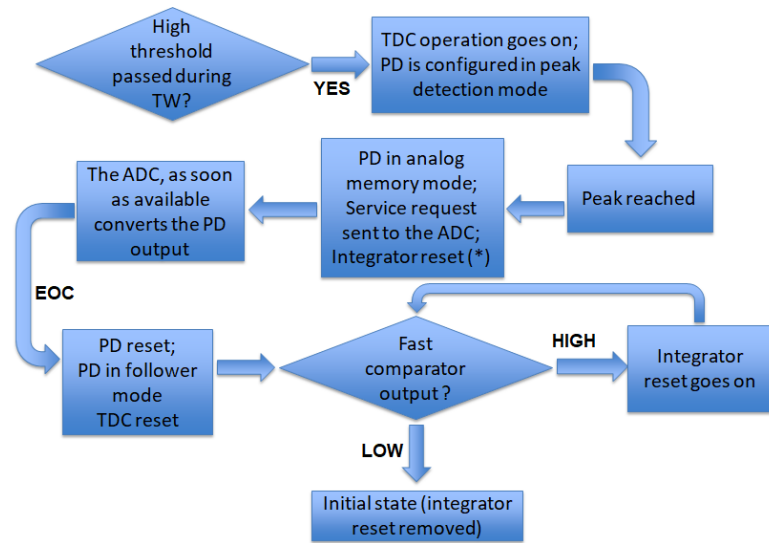 High
threshold
passed during
TW?
YES
TDC operation goes on;
PD is configured in peak
detection mode
Peak reached
PD in analog
memory mode;
Service request
sent to the ADC;
Integrator reset (*)
The ADC, as soon
as available
converts the PD
output
EOC
PD reset;
PD in follower
mode
TDC reset
Fast
comparator
output ?
HIGH
Integrator
reset goes on
LOW
Initial state (integrator
reset removed)